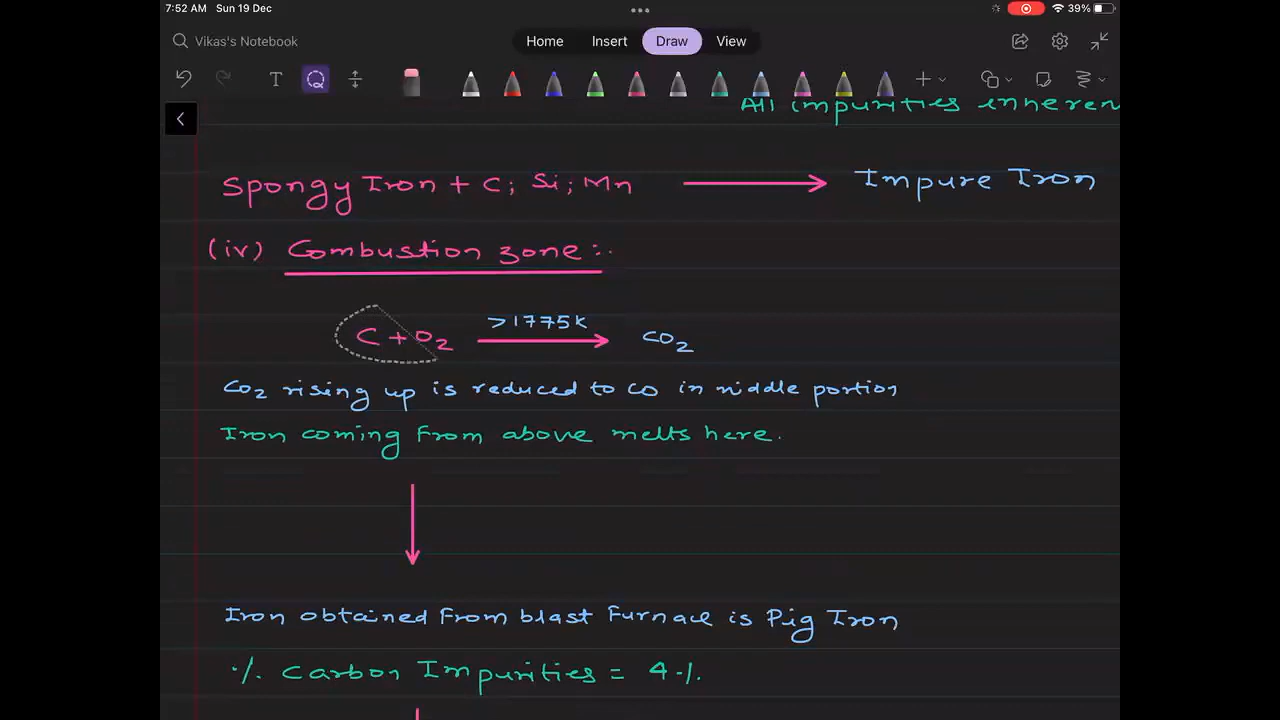 7:52 AM Sun 19 Dec
39%
Vikas's Notebook
Home Insert Draw View
All impurities inheren
Spongy Iron + C; Si; Mn → Impure Iron
(iv) Combustion zone:-
C + O2 >1775K → CO2
CO2 rising up is reduced to CO in middle portion
Iron coming from above melts here.
Iron obtained from blast furnace is Pig Iron
% Carbon Impurities = 4%